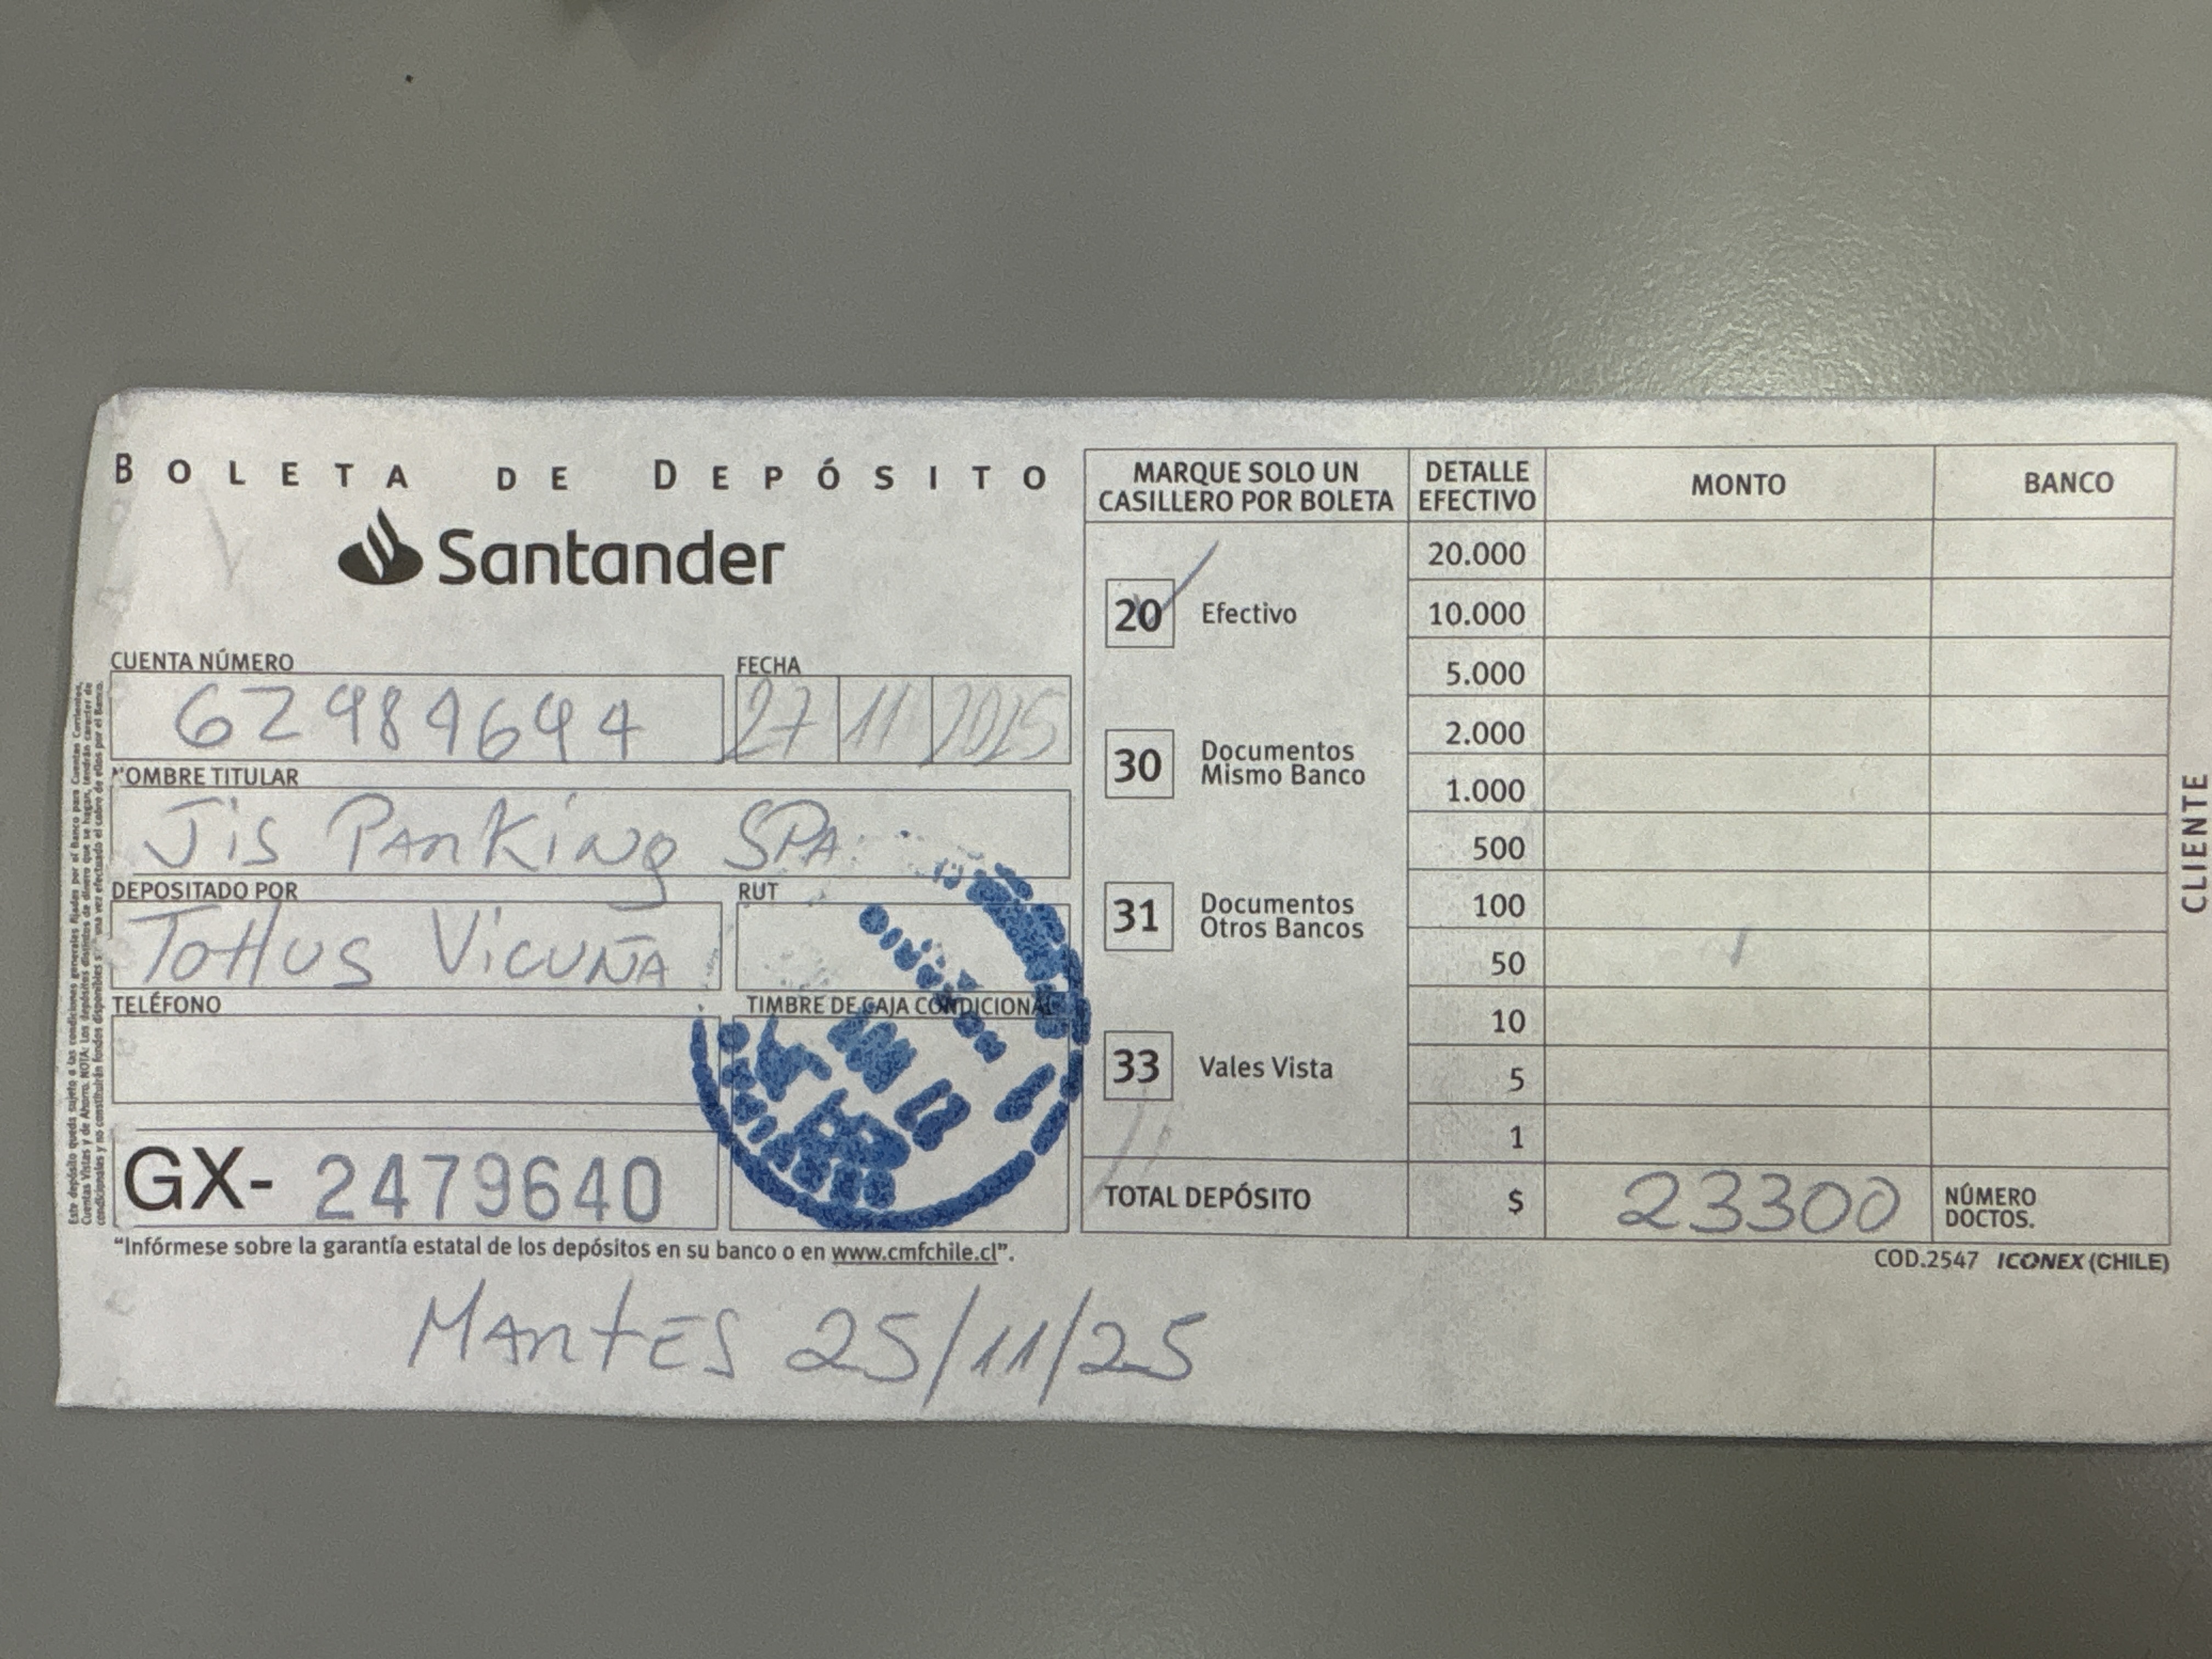 BOLETA DE DEPÓSITO
Santander
CUENTA NÚMERO
62989694
FECHA
27 11 2025
NOMBRE TITULAR
Jis Parking SPA
DEPOSITADO POR
Tottus Vicuña
RUT
TELÉFONO
TIMBRE DE CAJA CONDICIONAL
GX- 2479640
"Infórmese sobre la garantía estatal de los depósitos en su banco o en www.cmfchile.cl".
MARQUE SOLO UN
CASILLERO POR BOLETA
20 Efectivo
30 Documentos
Mismo Banco
31 Documentos
Otros Bancos
33 Vales Vista
DETALLE
EFECTIVO
MONTO
BANCO
20.000
10.000
5.000
2.000
1.000
500
100
50
10
5
1
TOTAL DEPÓSITO $ 23300
NÚMERO
DOCTOS.
COD.2547 ICONEX (CHILE)
CLIENTE
Martes 25/11/25